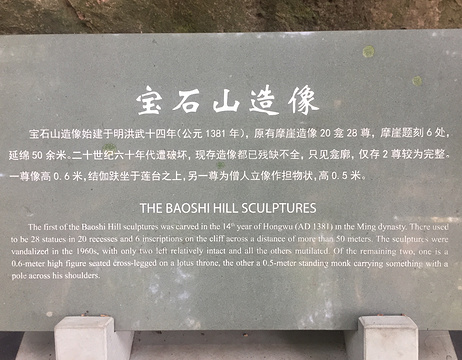 宝石山造像
宝石山造像始建于明洪武十四年（公元1381年），原有摩崖造像20龛28尊，摩崖题刻6处，
延绵50余米。二十世纪六十年代遭破坏，现存造像都已残缺不全，只见龛廓，仅存2尊较为完整。
一尊像高0.6米，结伽趺坐于莲台之上，另一尊为僧人立像作担物状，高0.5米。
THE BAOSHI HILL SCULPTURES
The first of the Baoshi Hill sculptures was carved in the 14th year of Hongwu (AD 1381) in the Ming dynasty. There used
to be 28 statues in 20 recesses and 6 inscriptions on the cliff across a distance of more than 50 meters. The sculptures were
vandalized in the 1960s, with only two left relatively intact and all the others mutilated. Of the remaining two, one is a
0.6-meter high figure seated cross-legged on a lotus throne, the other a 0.5-meter standing monk carrying something with a
pole across his shoulders.